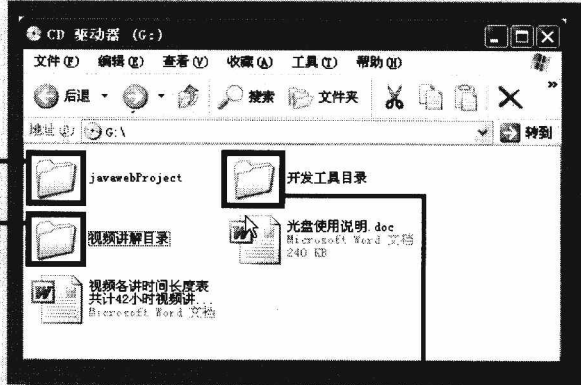 CD 驱动器 (G:)
文件(F) 编辑(E) 查看(V) 收藏(A) 工具(T) 帮助(H)
后退 搜索 文件夹 »
地址(D) G:\ 转到
javawebProject 开发工具目录
视频讲解目录 光盘使用说明.doc
Microsoft Word 文档
240 KB
视频各讲时间长度表
共计42小时视频讲...
Microsoft Word 文档